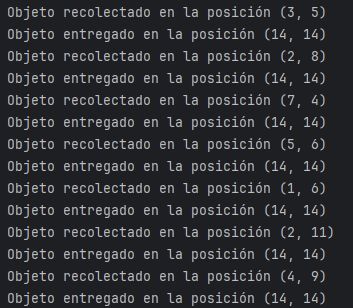 Objeto recolectado en la posición (3, 5)
Objeto entregado en la posición (14, 14)
Objeto recolectado en la posición (2, 8)
Objeto entregado en la posición (14, 14)
Objeto recolectado en la posición (7, 4)
Objeto entregado en la posición (14, 14)
Objeto recolectado en la posición (5, 6)
Objeto entregado en la posición (14, 14)
Objeto recolectado en la posición (1, 6)
Objeto entregado en la posición (14, 14)
Objeto recolectado en la posición (2, 11)
Objeto entregado en la posición (14, 14)
Objeto recolectado en la posición (4, 9)
Objeto entregado en la posición (14, 14)